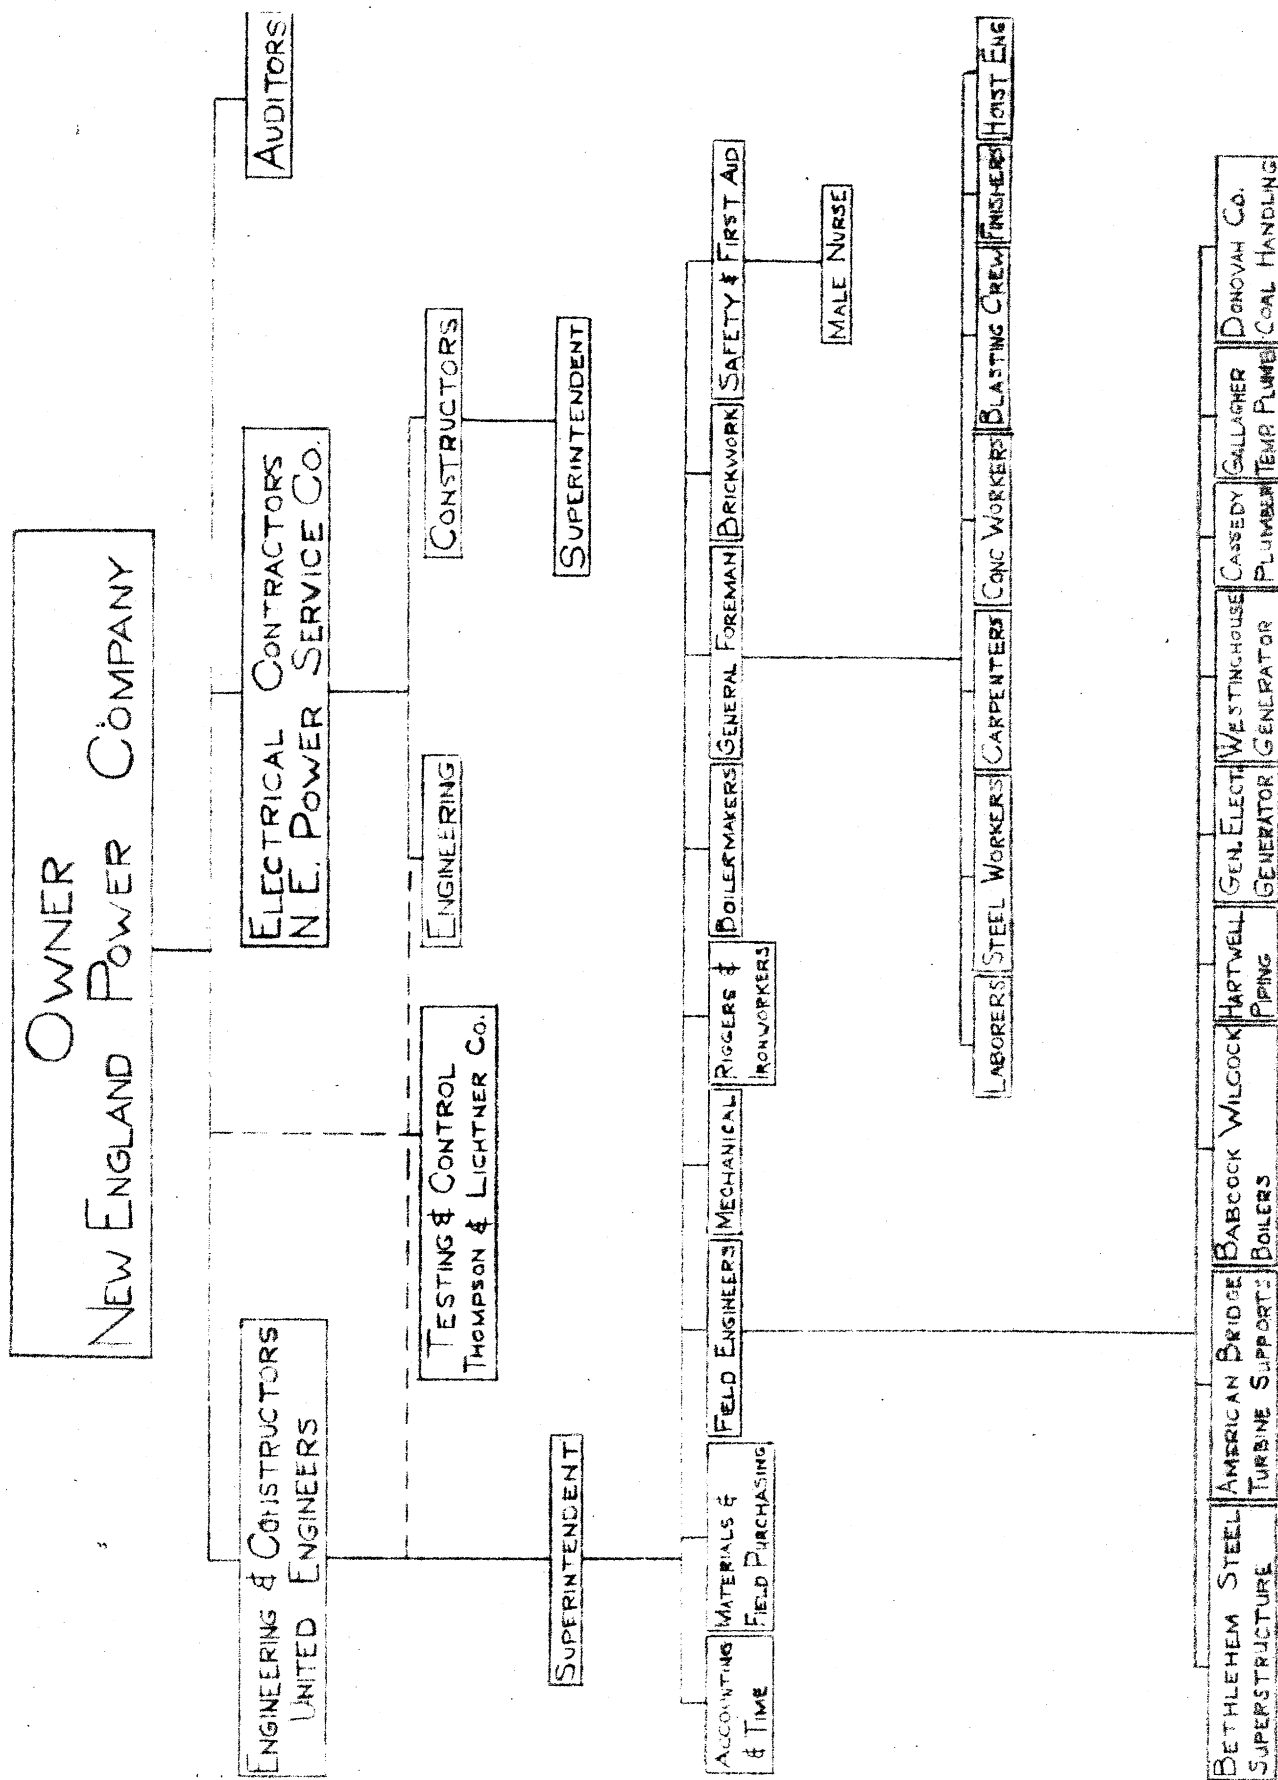 OWNER
NEW ENGLAND POWER COMPANY
ENGINEERING & CONSTRUCTORS
UNITED ENGINEERS
ELECTRICAL CONTRACTORS
N.E. POWER SERVICE CO.
AUDITORS
TESTING & CONTROL
THOMPSON & LICHTNER CO.
ENGINEERING
CONSTRUCTORS
SUPERINTENDENT
SUPERINTENDENT
ACCOUNTING
& TIME
MATERIALS &
FIELD PURCHASING
FIELD ENGINEERS
MECHANICAL
RIGGERS &
IRONWORKERS
BOILERMAKERS
GENERAL FOREMAN
BRICKWORK
SAFETY & FIRST AID
MALE NURSE
LABORERS
STEEL WORKERS
CARPENTERS
CONC WORKERS
BLASTING CREW
FINISHERS
HOIST ENG
BETHLEHEM STEEL
SUPERSTRUCTURE
AMERICAN BRIDGE
TURBINE SUPPORTS
BABCOCK WILCOCK
BOILERS
HARTWELL
PIPING
GEN. ELECT.
GENERATOR
WESTINGHOUSE
GENERATOR
CASSEDY
PLUMBER
GALLAGHER
TEMP. PLUMB
DONOVAN CO.
COAL HANDLING